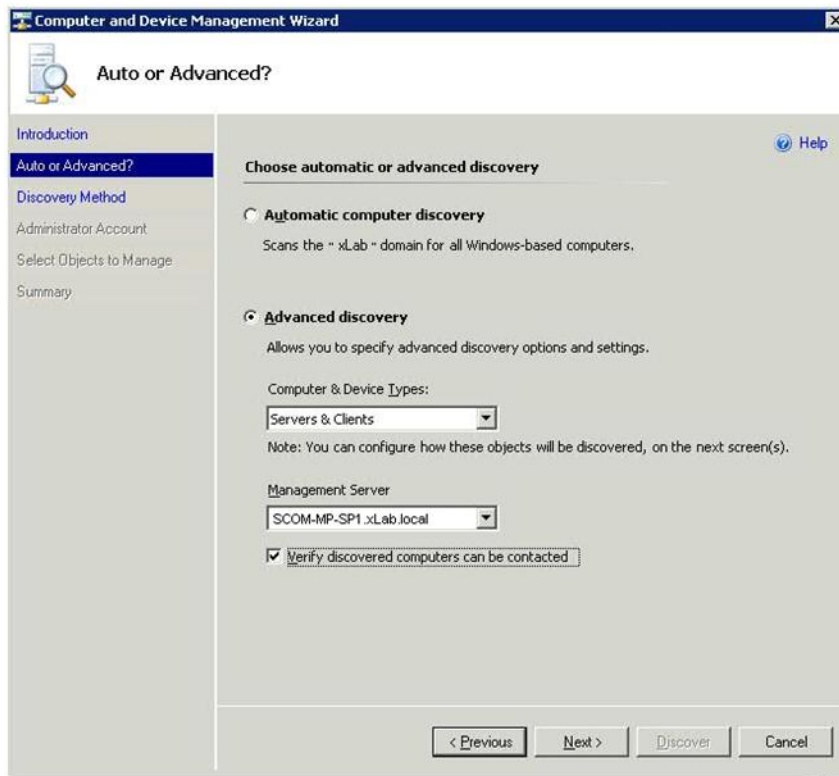 Computer and Device Management Wizard
Auto or Advanced?
Introduction
Auto or Advanced?
Discovery Method
Administrator Account
Select Objects to Manage
Summary
Help
Choose automatic or advanced discovery
Automatic computer discovery
Scans the " xLab " domain for all Windows-based computers.
Advanced discovery
Allows you to specify advanced discovery options and settings.
Computer & Device Types:
Servers & Clients
Note: You can configure how these objects will be discovered, on the next screen(s).
Management Server
SCOM-MP-SP1.xLab.local
Verify discovered computers can be contacted
< Previous
Next >
Discover
Cancel